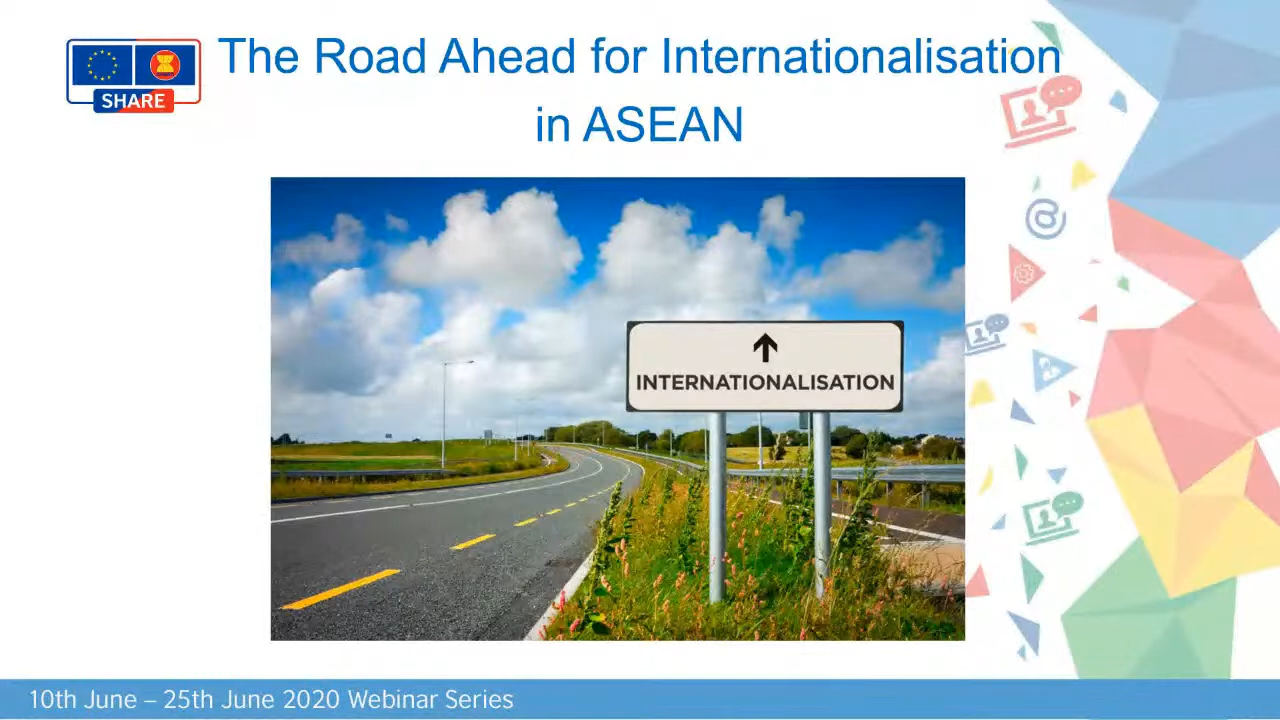 The Road Ahead for Internationalisation
in ASEAN
SHARE
INTERNATIONALISATION
10th June – 25th June 2020 Webinar Series